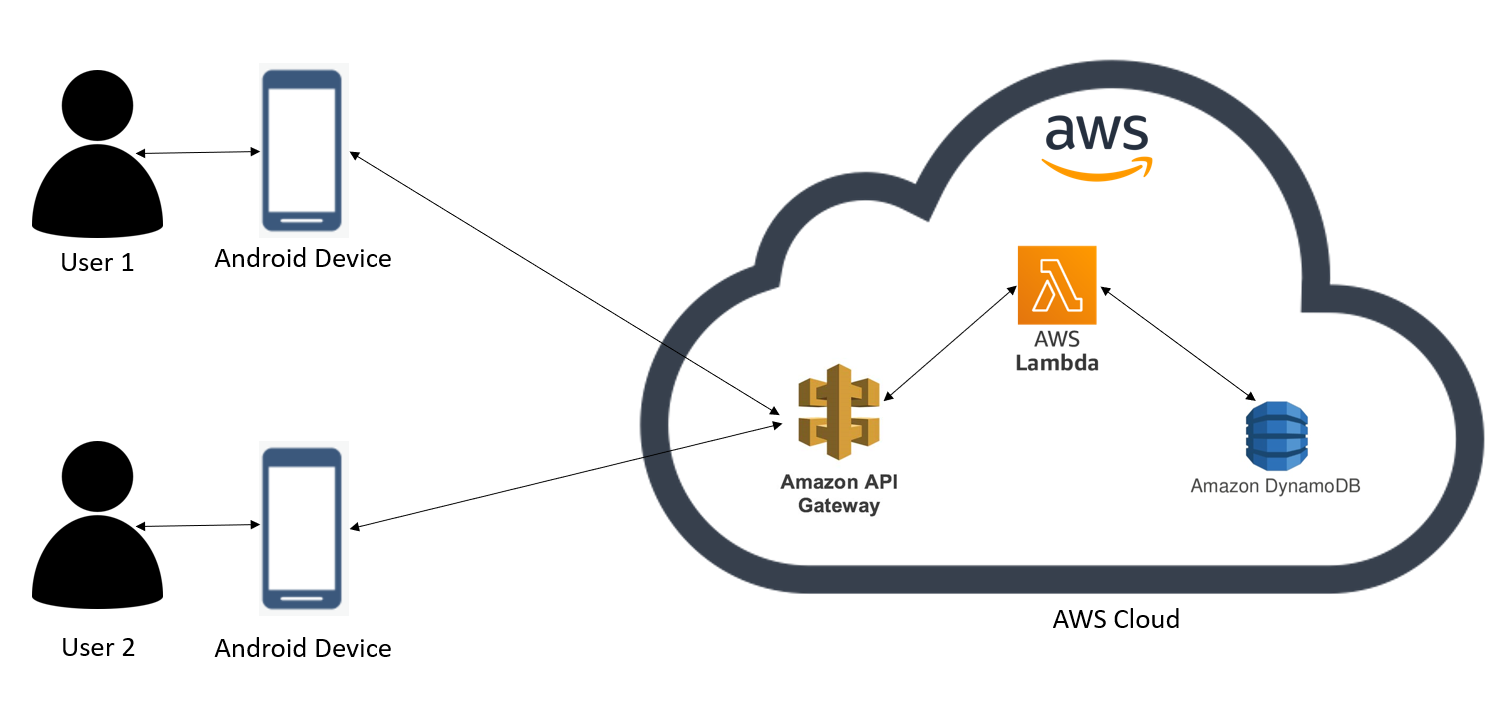 aws
User 1
Android Device
AWS
Lambda
Amazon API
Gateway
Amazon DynamoDB
User 2
Android Device
AWS Cloud